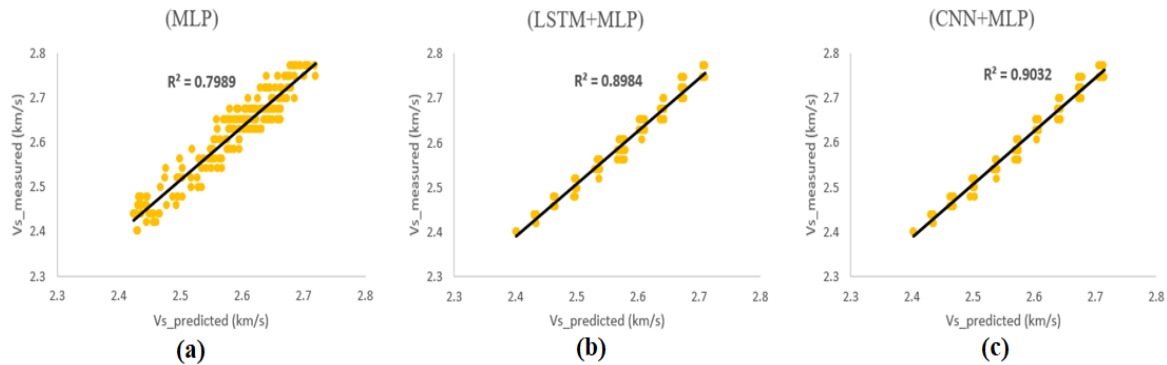 (MLP)
2.8
2.7
2.6
2.5
2.4
2.3
2.3
2.4
2.5
2.6
2.7
2.8
R² = 0.7989
Vs_measured (km/s)
Vs_predicted (km/s)
(a)
(LSTM+MLP)
2.8
2.7
2.6
2.5
2.4
2.3
2.3
2.4
2.5
2.6
2.7
2.8
R² = 0.8984
Vs_measured (km/s)
Vs_predicted (km/s)
(b)
(CNN+MLP)
2.8
2.7
2.6
2.5
2.4
2.3
2.3
2.4
2.5
2.6
2.7
2.8
R² = 0.9032
Vs_measured (km/s)
Vs_predicted (km/s)
(c)